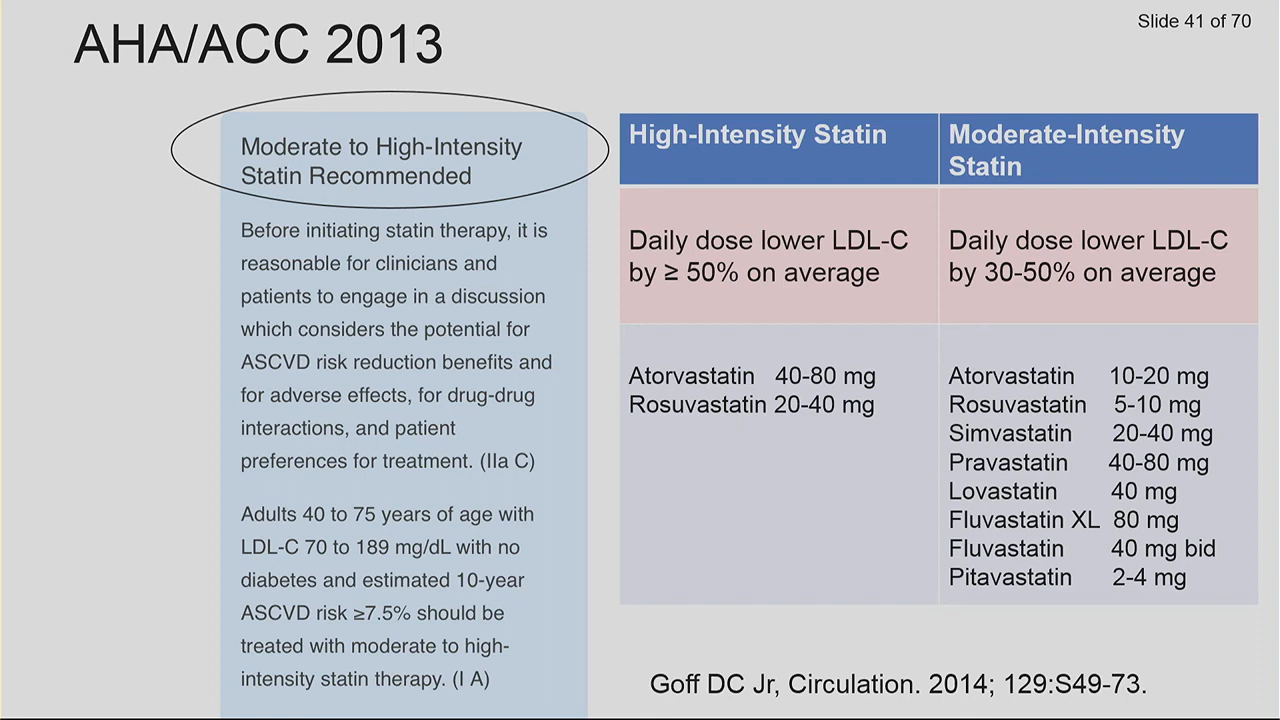 Slide 41 of 70
AHA/ACC 2013
Moderate to High-Intensity
Statin Recommended
Before initiating statin therapy, it is
reasonable for clinicians and
patients to engage in a discussion
which considers the potential for
ASCVD risk reduction benefits and
for adverse effects, for drug-drug
interactions, and patient
preferences for treatment. (IIa C)
Adults 40 to 75 years of age with
LDL-C 70 to 189 mg/dL with no
diabetes and estimated 10-year
ASCVD risk ≥7.5% should be
treated with moderate to high-
intensity statin therapy. (I A)
High-Intensity Statin
Moderate-Intensity
Statin
Daily dose lower LDL-C
by ≥ 50% on average
Daily dose lower LDL-C
by 30-50% on average
Atorvastatin 40-80 mg
Rosuvastatin 20-40 mg
Atorvastatin 10-20 mg
Rosuvastatin 5-10 mg
Simvastatin 20-40 mg
Pravastatin 40-80 mg
Lovastatin 40 mg
Fluvastatin XL 80 mg
Fluvastatin 40 mg bid
Pitavastatin 2-4 mg
Goff DC Jr, Circulation. 2014; 129:S49-73.